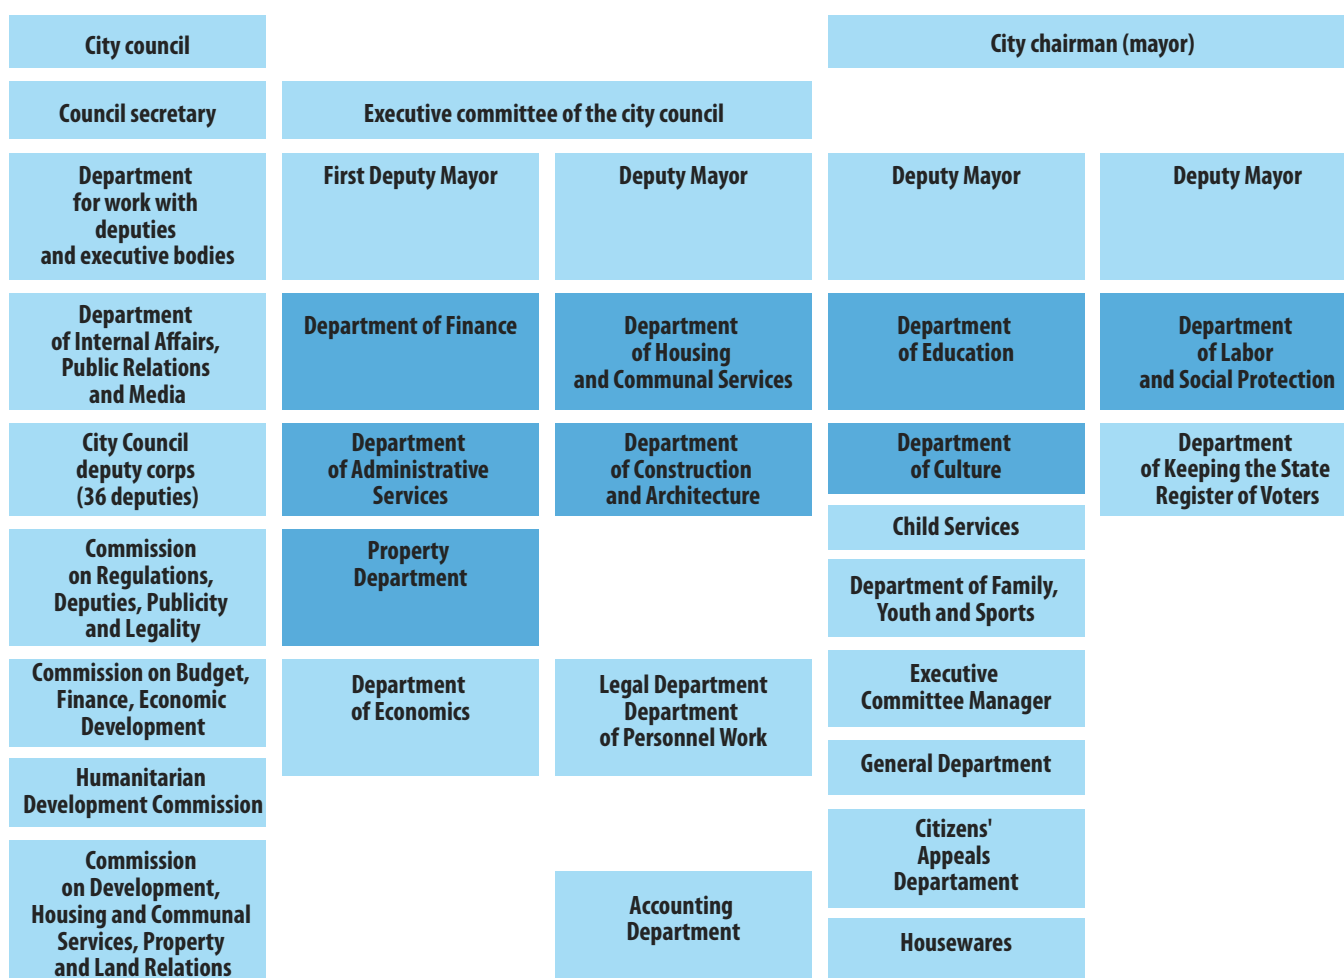 City council
City chairman (mayor)
Council secretary
Executive committee of the city council
Department
for work with
deputies
and executive bodies
First Deputy Mayor
Deputy Mayor
Deputy Mayor
Deputy Mayor
Department
of Internal Affairs,
Public Relations
and Media
Department of Finance
Department
of Housing
and Communal Services
Department
of Education
Department
of Labor
and Social Protection
City Council
deputy corps
(36 deputies)
Department
of Administrative
Services
Department
of Construction
and Architecture
Department
of Culture
Department
of Keeping the State
Register of Voters
Child Services
Commission
on Regulations,
Deputies, Publicity
and Legality
Property
Department
Department of Family,
Youth and Sports
Commission on Budget,
Finance, Economic
Development
Department
of Economics
Legal Department
Department
of Personnel Work
Executive
Committee Manager
General Department
Humanitarian
Development Commission
Citizens'
Appeals
Departament
Commission
on Development,
Housing and Communal
Services, Property
and Land Relations
Accounting
Department
Housewares